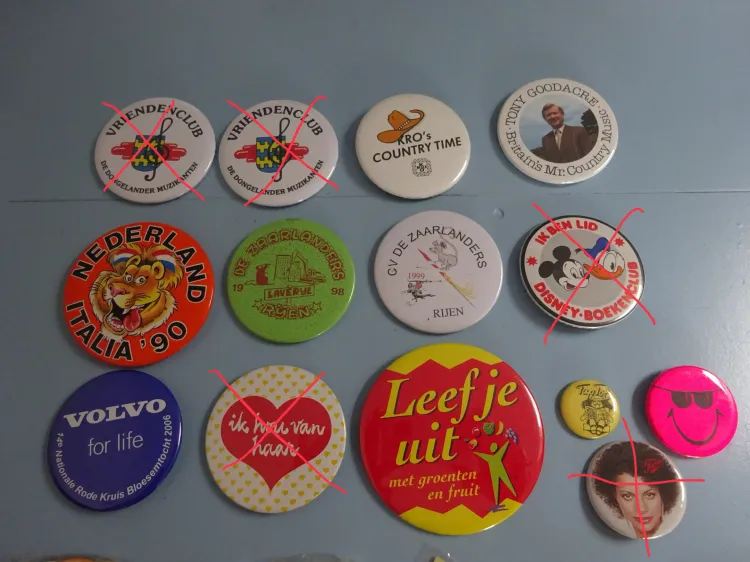 VRIENDENCLUB
DE DONGELANDER MUZIKANTEN
VRIENDENCLUB
DE DONGELANDER MUZIKANTEN
KRO's
COUNTRY TIME
TONY GOODACRE
Britain's Mr. Country Music
NEDERLAND
ITALIA '90
DE ZAARLANDERS
19 98
LAVERIJE
RIJEN
CV DE ZAARLANDERS
1999
RIJEN
IK BEN LID
DISNEY-BOEKENCLUB
VOLVO
for life
14e Nationale Rode Kruis Bloesemtocht 2006
ik hou van
haar
Leef je
uit
met groenten
en fruit